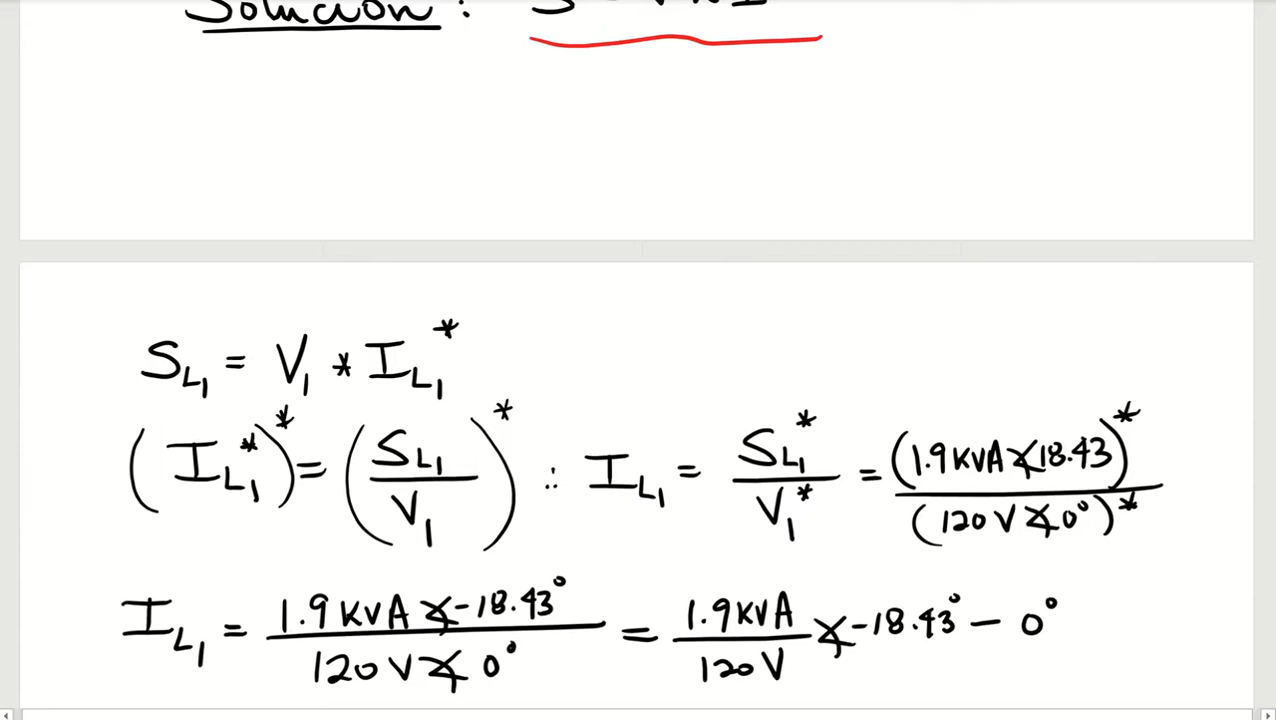 Solución :
S_L1 = V_1 * I_L1^*
(I_L1^*)^* = (S_L1 / V_1)^* ∴ I_L1 = S_L1^* / V_1^* = (1.9 KVA ∡ 18.43)^* / (120 V ∡ 0°)^*
I_L1 = 1.9 KVA ∡ -18.43° / 120 V ∡ 0° = 1.9 KVA / 120 V ∡ -18.43° - 0°